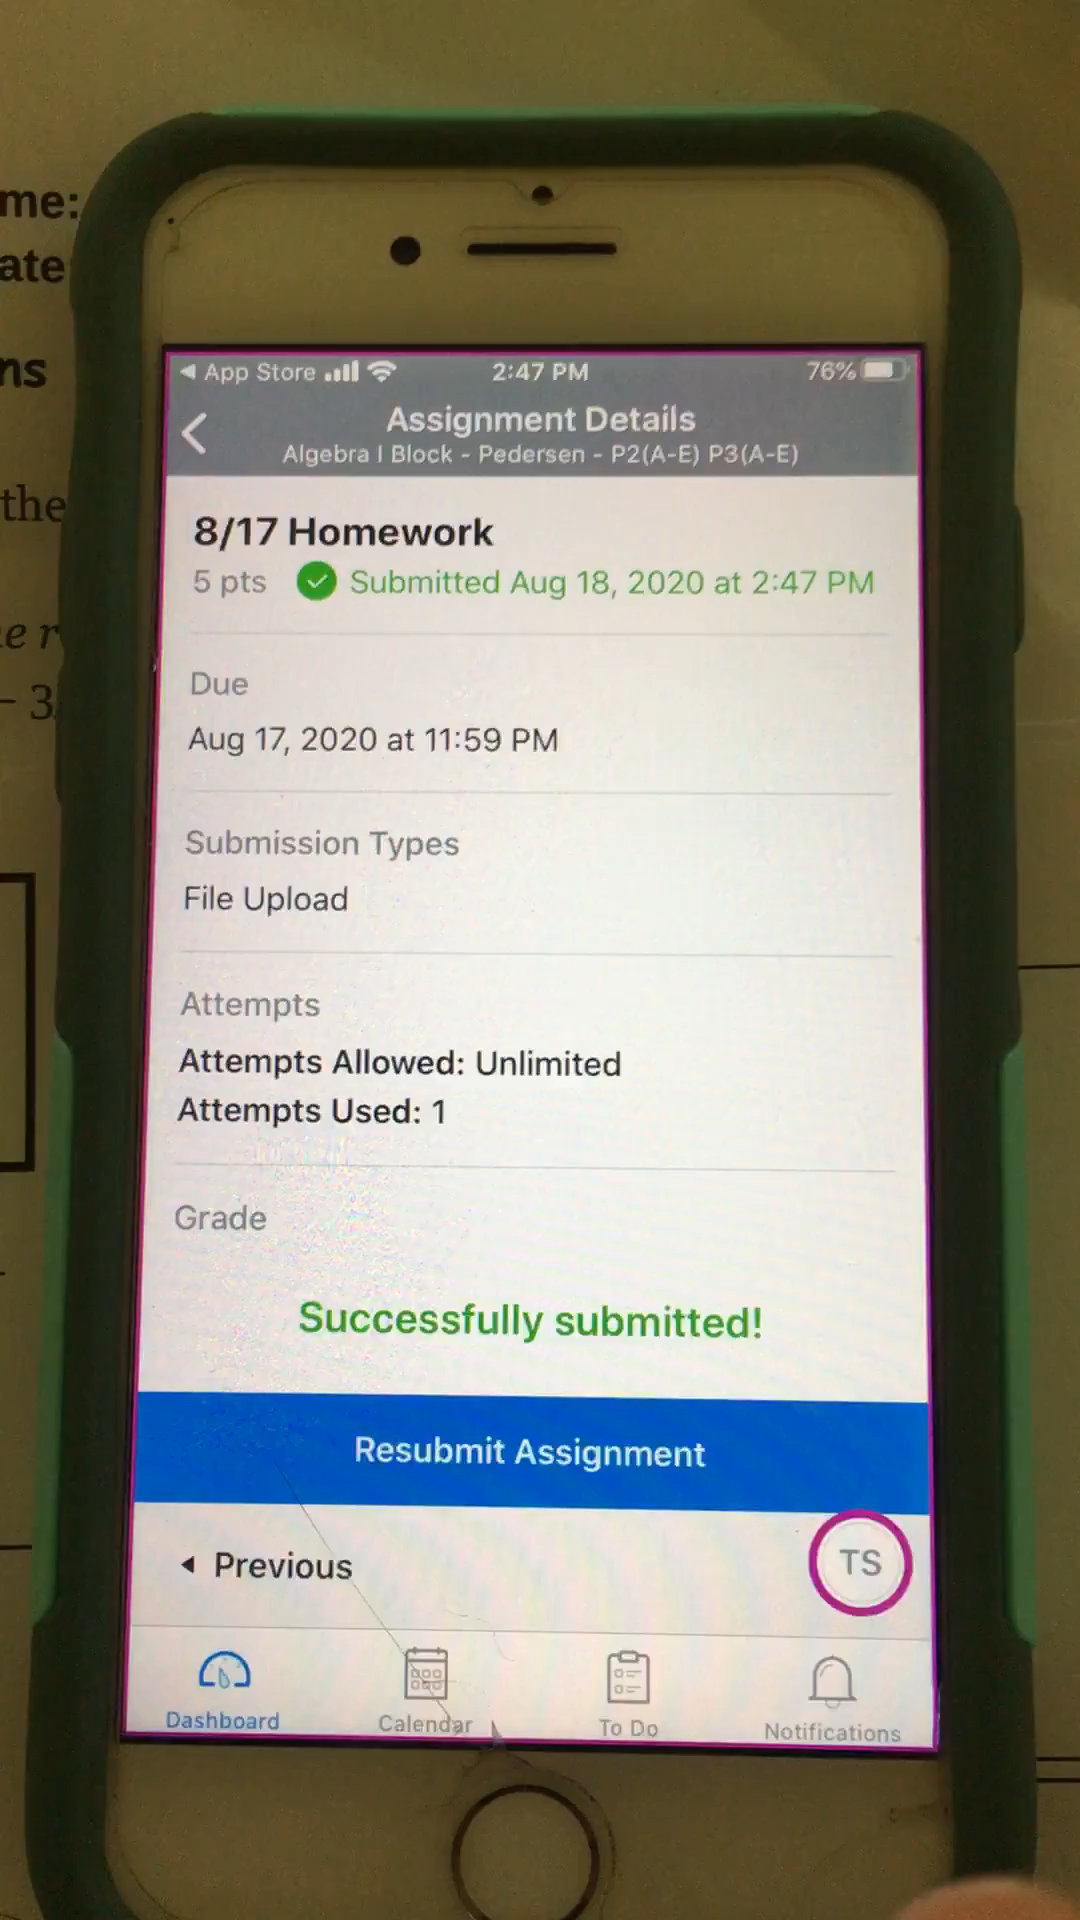 me:
ate
ns
the
e r
– 3
App Store
2:47 PM
76%
Assignment Details
Algebra I Block - Pedersen - P2(A-E) P3(A-E)
8/17 Homework
5 pts Submitted Aug 18, 2020 at 2:47 PM
Due
Aug 17, 2020 at 11:59 PM
Submission Types
File Upload
Attempts
Attempts Allowed: Unlimited
Attempts Used: 1
Grade
Successfully submitted!
Resubmit Assignment
Previous
TS
Dashboard
Calendar
To Do
Notifications